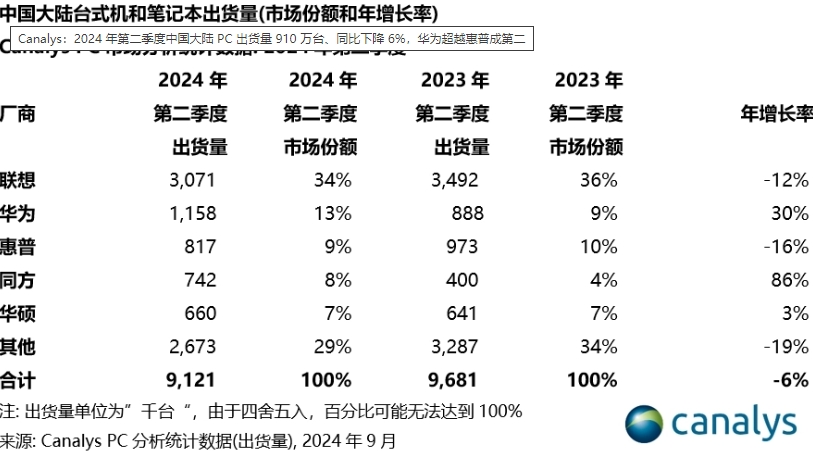 中国大陆台式机和笔记本出货量(市场份额和年增长率)
Canalys：2024 年第二季度中国大陆 PC 出货量 910 万台、同比下降 6%，华为超越惠普成第二
2024 年 2024 年 2023 年 2023 年
厂商 第二季度 第二季度 第二季度 第二季度 年增长率
出货量 市场份额 出货量 市场份额
联想 3,071 34% 3,492 36% -12%
华为 1,158 13% 888 9% 30%
惠普 817 9% 973 10% -16%
同方 742 8% 400 4% 86%
华硕 660 7% 641 7% 3%
其他 2,673 29% 3,287 34% -19%
合计 9,121 100% 9,681 100% -6%
注: 出货量单位为”千台“，由于四舍五入，百分比可能无法达到 100%
来源: Canalys PC 分析统计数据(出货量), 2024 年 9 月
canalys